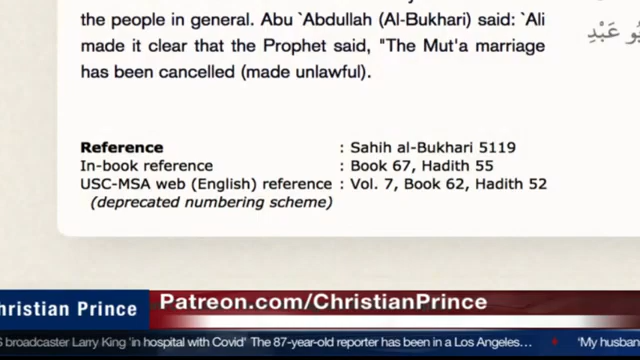 the people in general. Abu `Abdullah (Al-Bukhari) said: `Ali
made it clear that the Prophet said, "The Mut'a marriage
has been cancelled (made unlawful).
بُو عَبْدِ
Reference : Sahih al-Bukhari 5119
In-book reference : Book 67, Hadith 55
USC-MSA web (English) reference : Vol. 7, Book 62, Hadith 52
(deprecated numbering scheme)
hristian Prince
Patreon.com/ChristianPrince
S broadcaster Larry King 'in hospital with Covid' The 87-year-old reporter has been in a Los Angeles… 'My husban